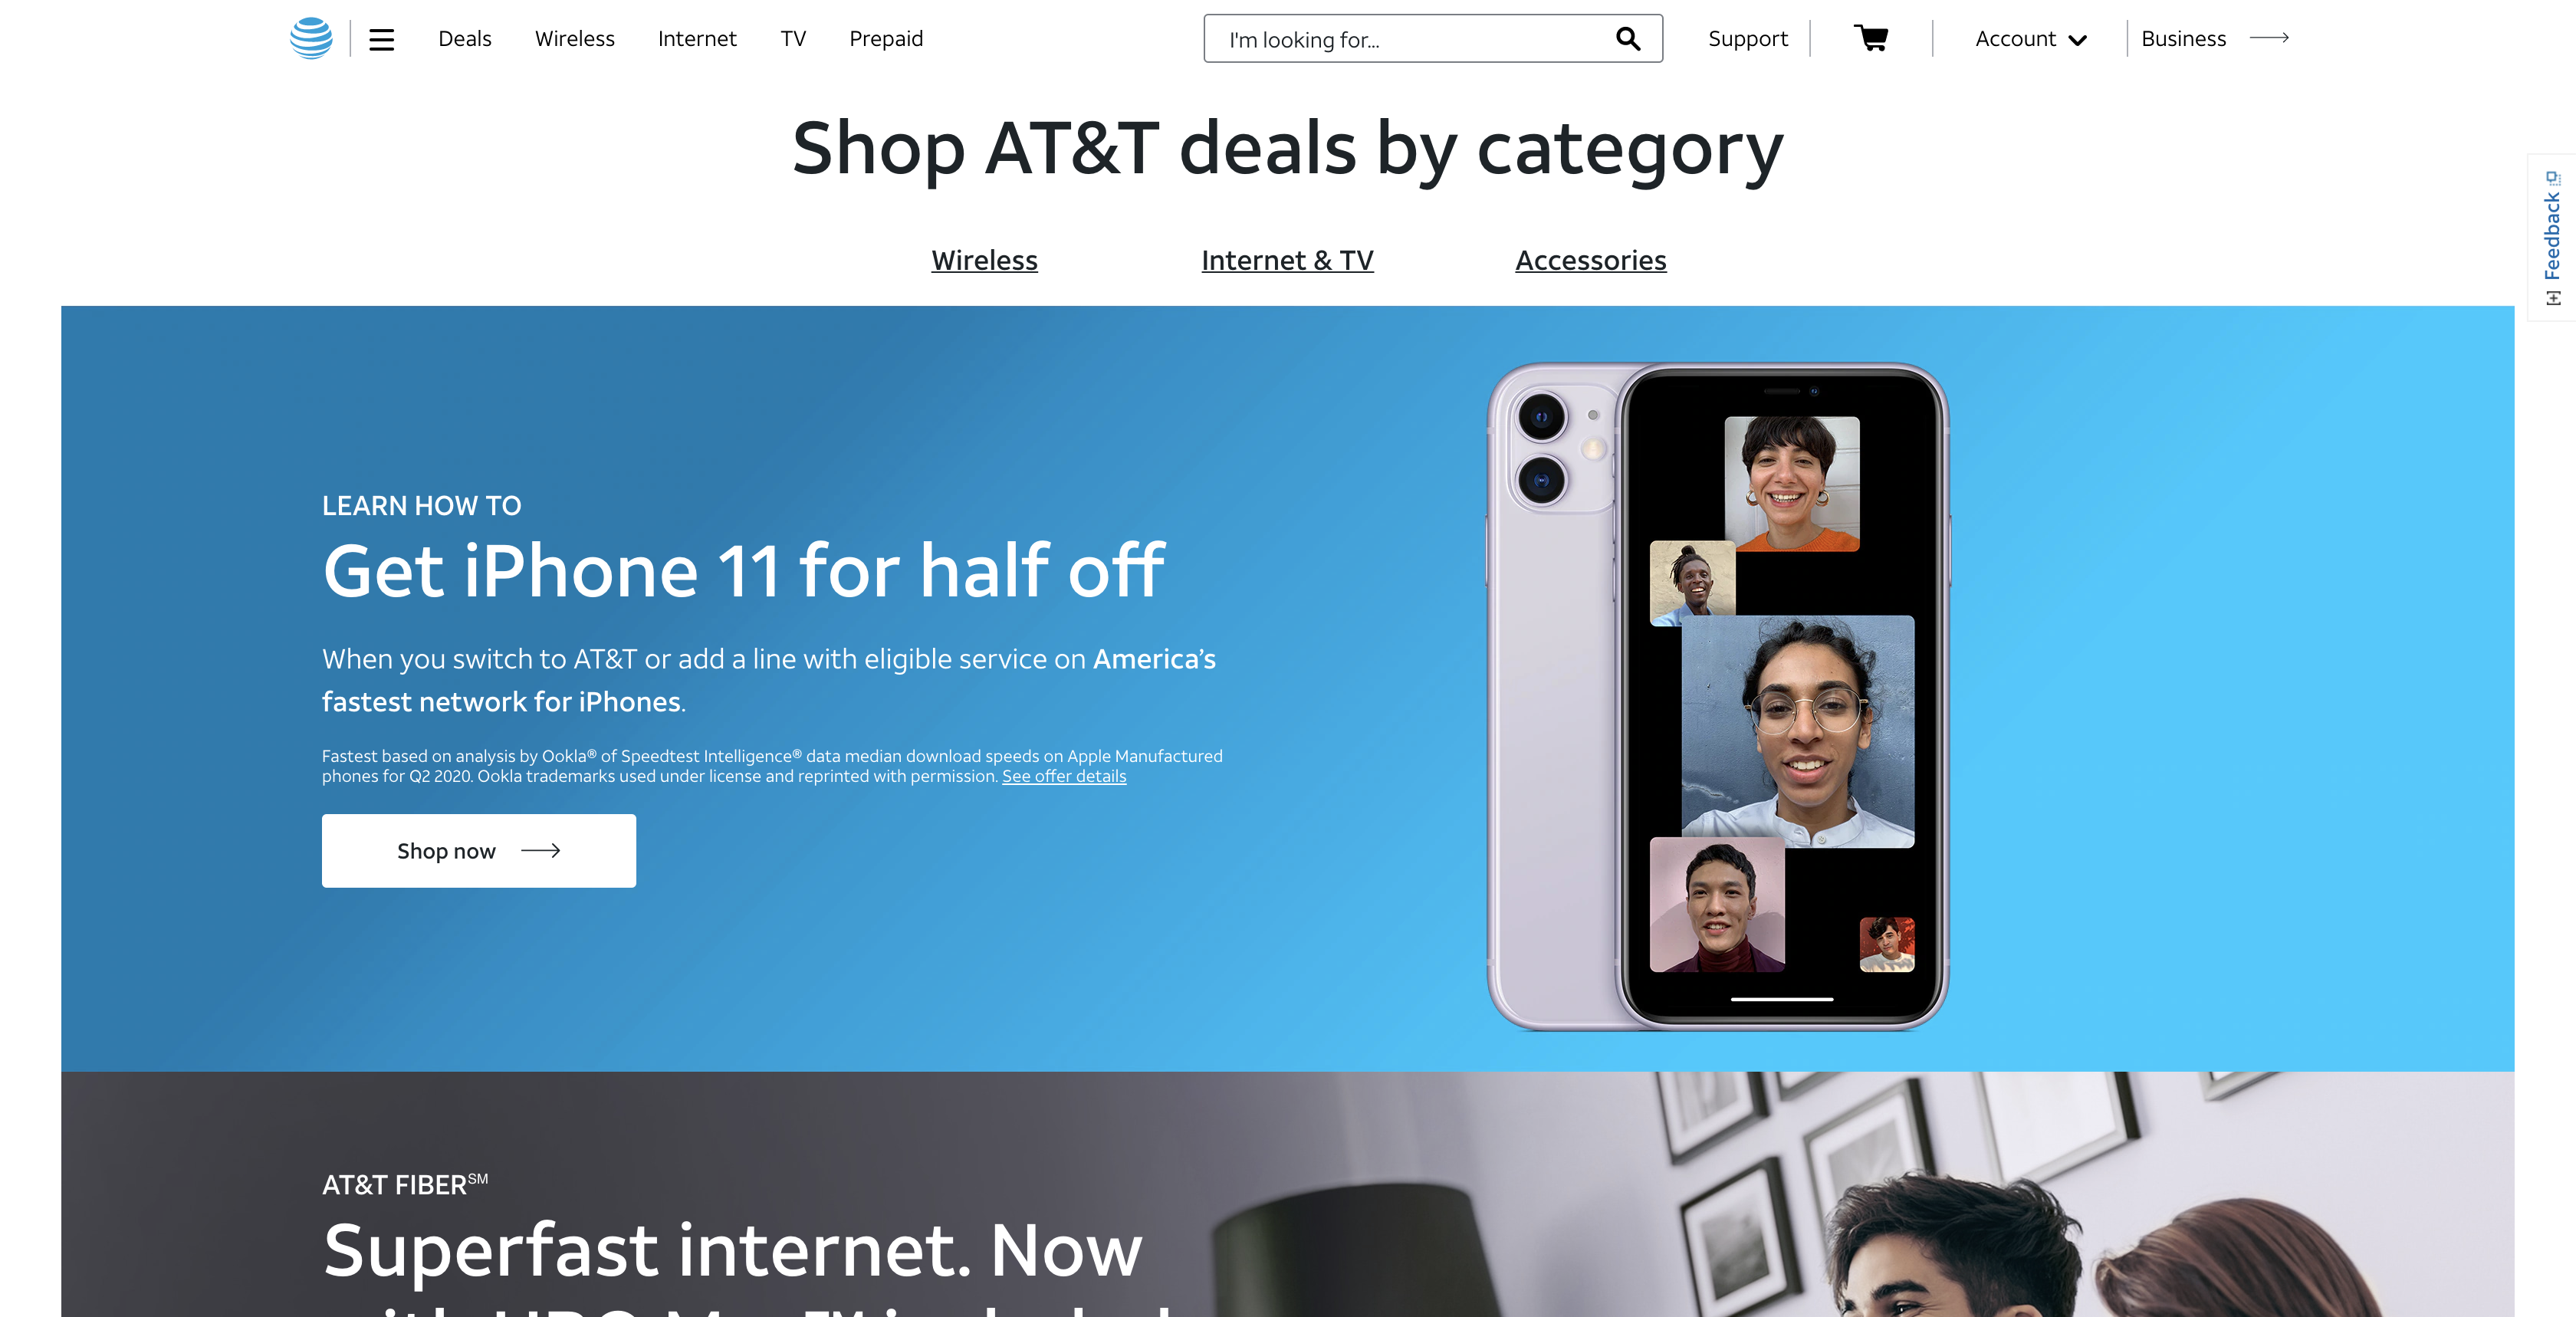 Deals Wireless Internet TV Prepaid I'm looking for... Support Account Business
Shop AT&T deals by category
Wireless Internet & TV Accessories
[+] Feedback
LEARN HOW TO
Get iPhone 11 for half off
When you switch to AT&T or add a line with eligible service on America’s
fastest network for iPhones.
Fastest based on analysis by Ookla® of Speedtest Intelligence® data median download speeds on Apple Manufactured
phones for Q2 2020. Ookla trademarks used under license and reprinted with permission. See offer details
Shop now
AT&T FIBER℠
Superfast internet. Now